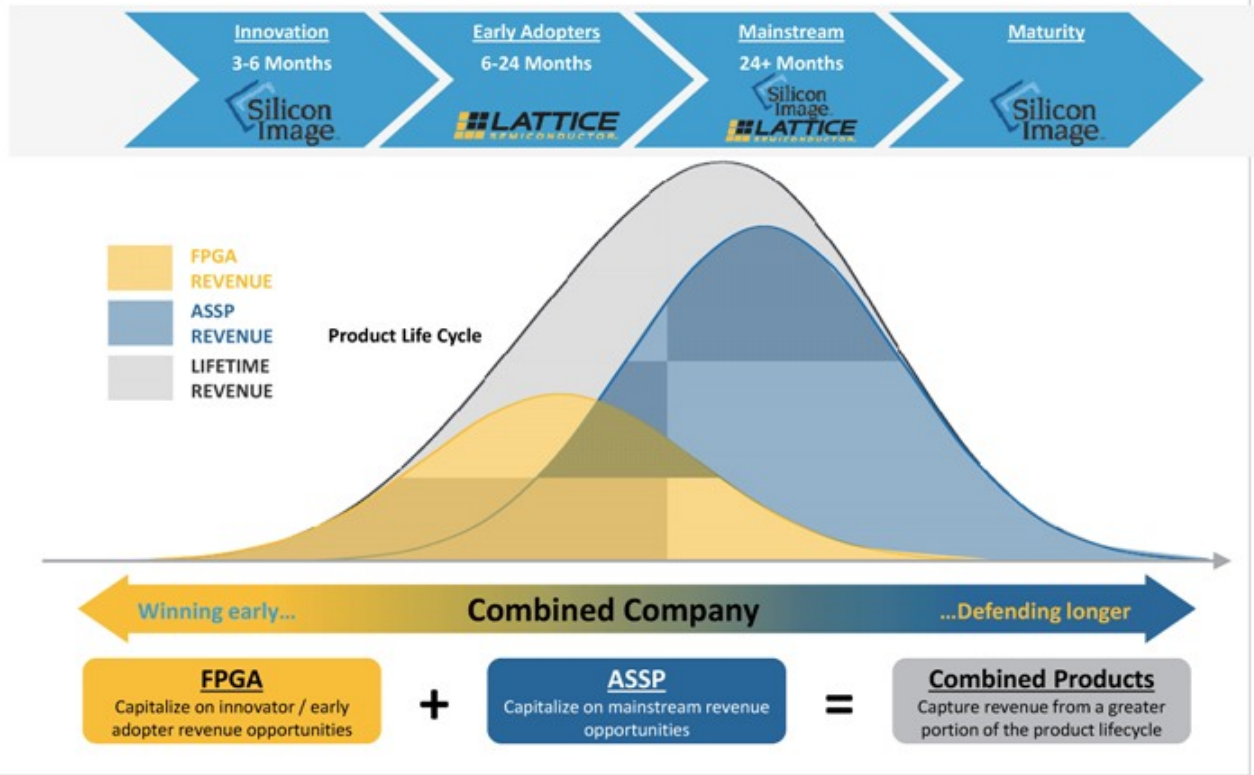 Innovation
3-6 Months
Silicon
Image
Early Adopters
6-24 Months
LATTICE
SEMICONDUCTOR
Mainstream
24+ Months
Silicon
Image
LATTICE
SEMICONDUCTOR
Maturity
Silicon
Image
FPGA
REVENUE
ASSP
REVENUE
LIFETIME
REVENUE
Product Life Cycle
Winning early...
Combined Company
...Defending longer
FPGA
Capitalize on innovator / early
adopter revenue opportunities
+
ASSP
Capitalize on mainstream revenue
opportunities
=
Combined Products
Capture revenue from a greater
portion of the product lifecycle